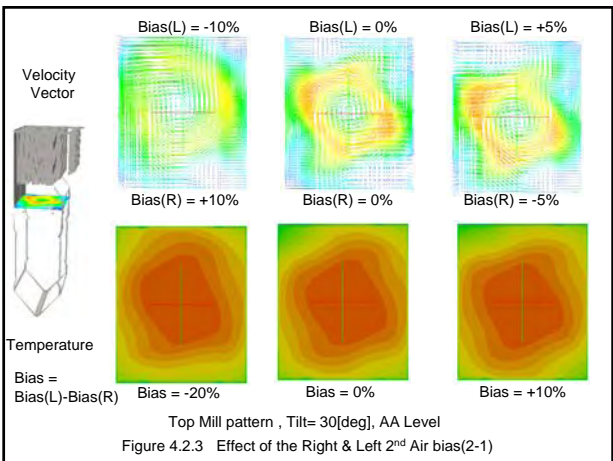 Bias(L) = -10% Bias(L) = 0% Bias(L) = +5%
Velocity
Vector
Bias(R) = +10% Bias(R) = 0% Bias(R) = -5%
Temperature
Bias =
Bias(L)-Bias(R)
Bias = -20% Bias = 0% Bias = +10%
Top Mill pattern , Tilt= 30[deg], AA Level
Figure 4.2.3 Effect of the Right & Left 2nd Air bias(2-1)